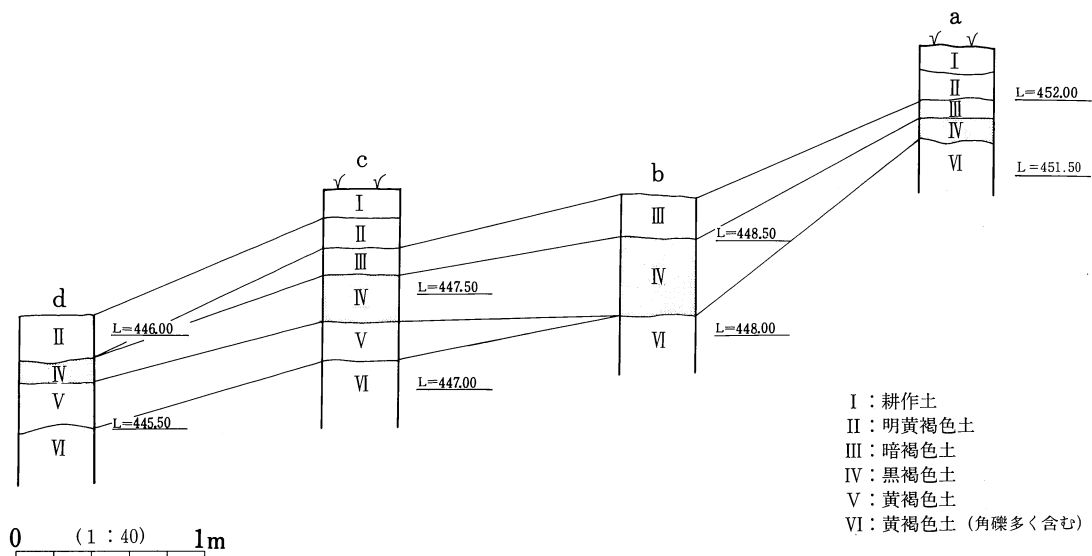 a
Ⅰ
Ⅱ
Ⅲ
Ⅳ
Ⅵ
L=452.00
L=451.50
b
Ⅲ
Ⅳ
Ⅵ
L=448.50
L=448.00
c
Ⅰ
Ⅱ
Ⅲ
Ⅳ
Ⅴ
Ⅵ
L=447.50
L=447.00
d
Ⅱ
Ⅳ
Ⅴ
Ⅵ
L=446.00
L=445.50
Ⅰ：耕作土
Ⅱ：明黄褐色土
Ⅲ：暗褐色土
Ⅳ：黒褐色土
Ⅴ：黄褐色土
Ⅵ：黄褐色土（角礫多く含む）
0 (1：40) 1m